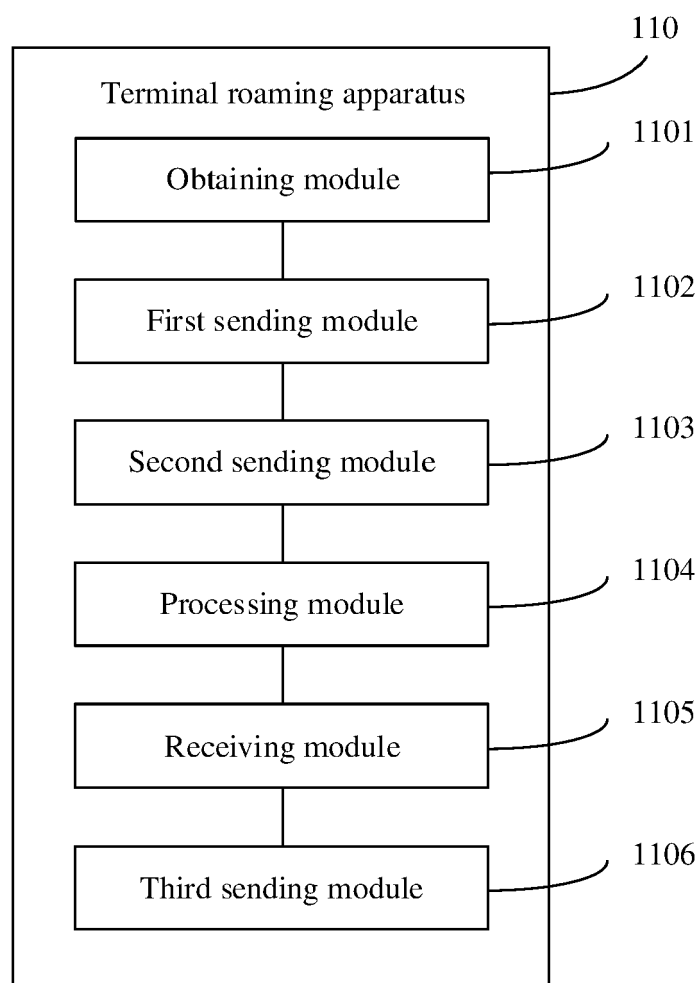 110
Terminal roaming apparatus
1101
Obtaining module
1102
First sending module
1103
Second sending module
1104
Processing module
1105
Receiving module
1106
Third sending module